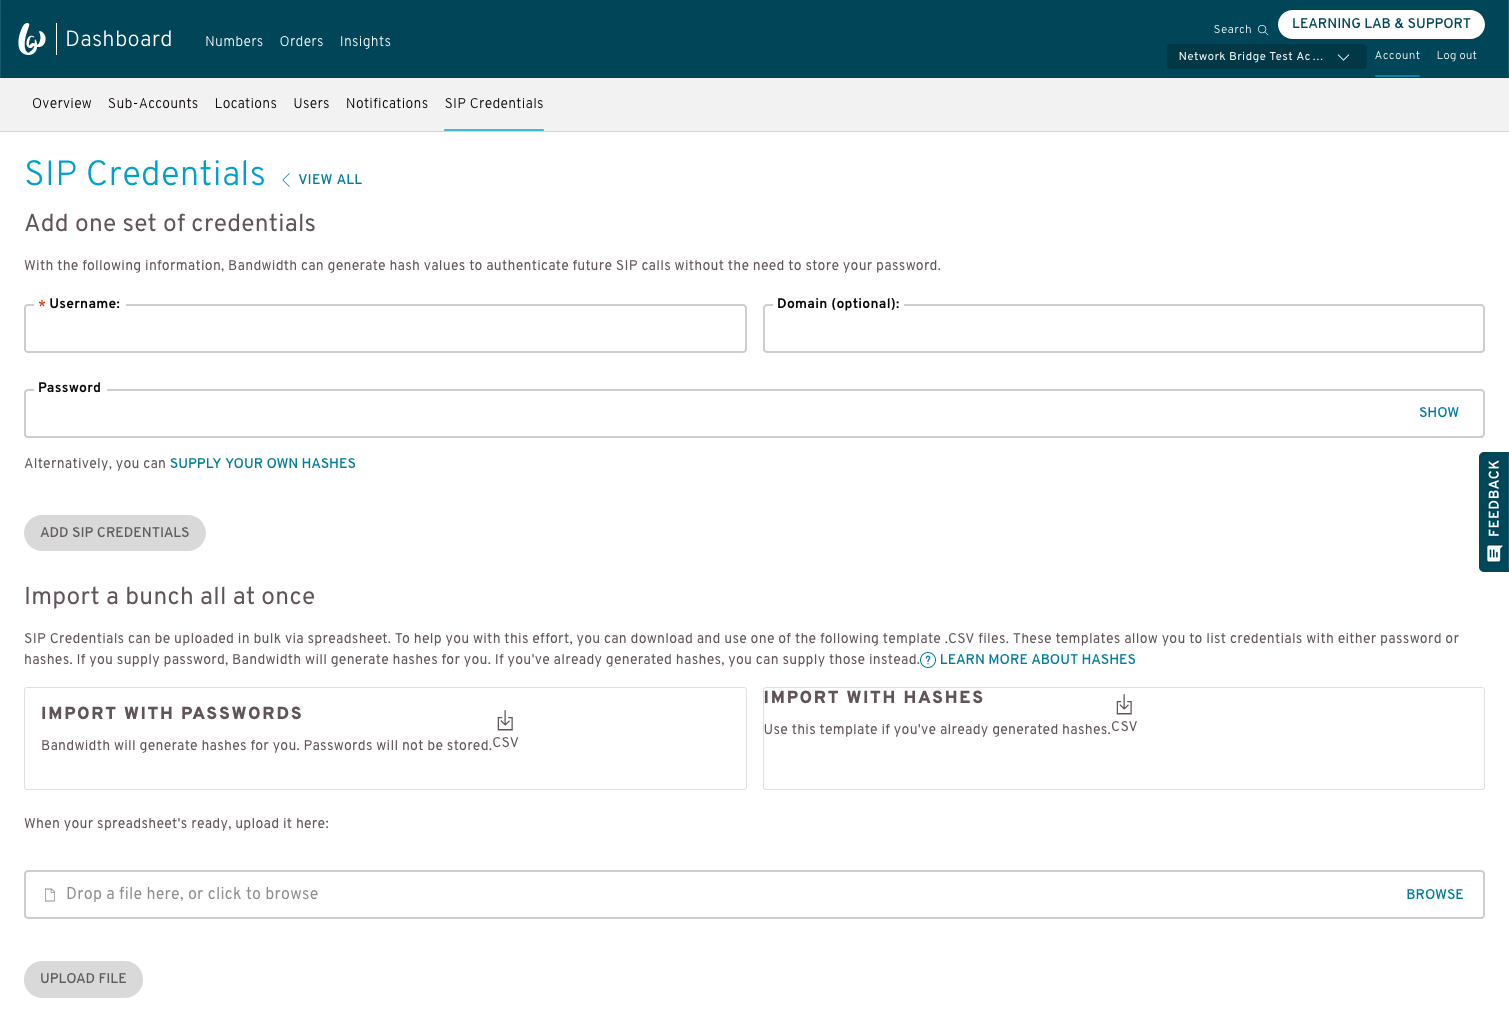 Dashboard
Numbers Orders Insights
Search
LEARNING LAB & SUPPORT
Network Bridge Test Ac...
Account Log out
Overview Sub-Accounts Locations Users Notifications SIP Credentials
SIP Credentials
VIEW ALL
Add one set of credentials
With the following information, Bandwidth can generate hash values to authenticate future SIP calls without the need to store your password.
* Username:
Domain (optional):
Password
SHOW
Alternatively, you can SUPPLY YOUR OWN HASHES
FEEDBACK
ADD SIP CREDENTIALS
Import a bunch all at once
SIP Credentials can be uploaded in bulk via spreadsheet. To help you with this effort, you can download and use one of the following template .CSV files. These templates allow you to list credentials with either password or
hashes. If you supply password, Bandwidth will generate hashes for you. If you've already generated hashes, you can supply those instead. ? LEARN MORE ABOUT HASHES
IMPORT WITH PASSWORDS
Bandwidth will generate hashes for you. Passwords will not be stored.
CSV
IMPORT WITH HASHES
Use this template if you've already generated hashes.
CSV
When your spreadsheet's ready, upload it here:
Drop a file here, or click to browse
BROWSE
UPLOAD FILE